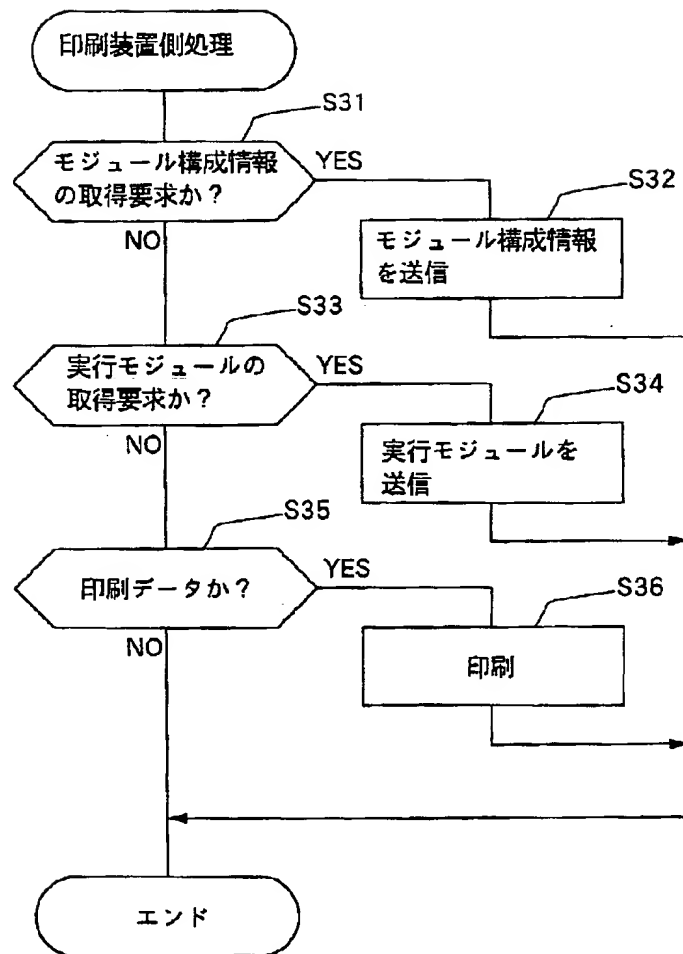 印刷装置側処理
S31
モジュール構成情報
の取得要求か？
YES
S32
モジュール構成情報
を送信
NO
S33
実行モジュールの
取得要求か？
YES
S34
実行モジュールを
送信
NO
S35
印刷データか？
YES
S36
印刷
NO
エンド